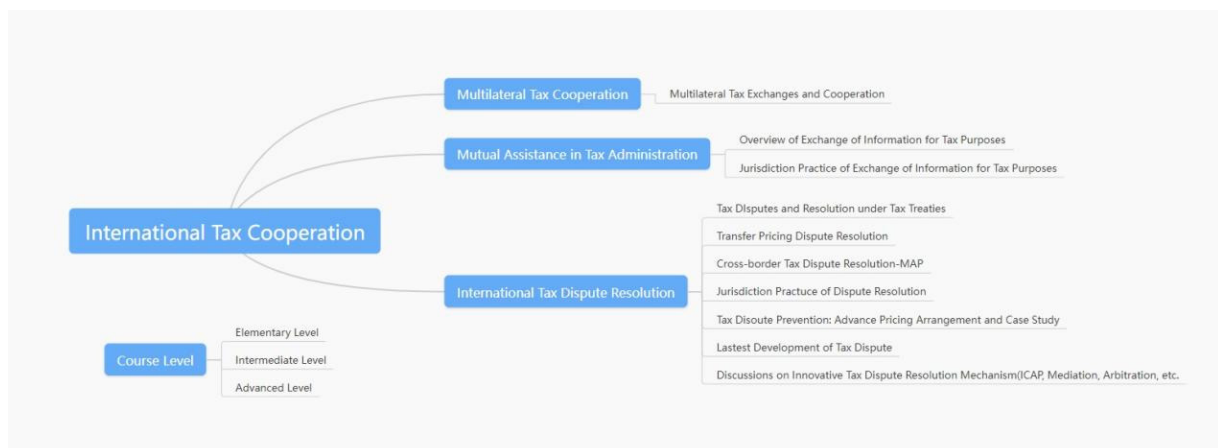 International Tax Cooperation
Multilateral Tax Cooperation
Multilateral Tax Exchanges and Cooperation
Mutual Assistance in Tax Administration
Overview of Exchange of Information for Tax Purposes
Jurisdiction Practice of Exchange of Information for Tax Purposes
International Tax Dispute Resolution
Tax DIsputes and Resolution under Tax Treaties
Transfer Pricing Dispute Resolution
Cross-border Tax Dispute Resolution-MAP
Jurisdiction Practuce of Dispute Resolution
Tax Disoute Prevention: Advance Pricing Arrangement and Case Study
Lastest Development of Tax Dispute
Discussions on Innovative Tax Dispute Resolution Mechanism(ICAP, Mediation, Arbitration, etc.
Course Level
Elementary Level
Intermediate Level
Advanced Level